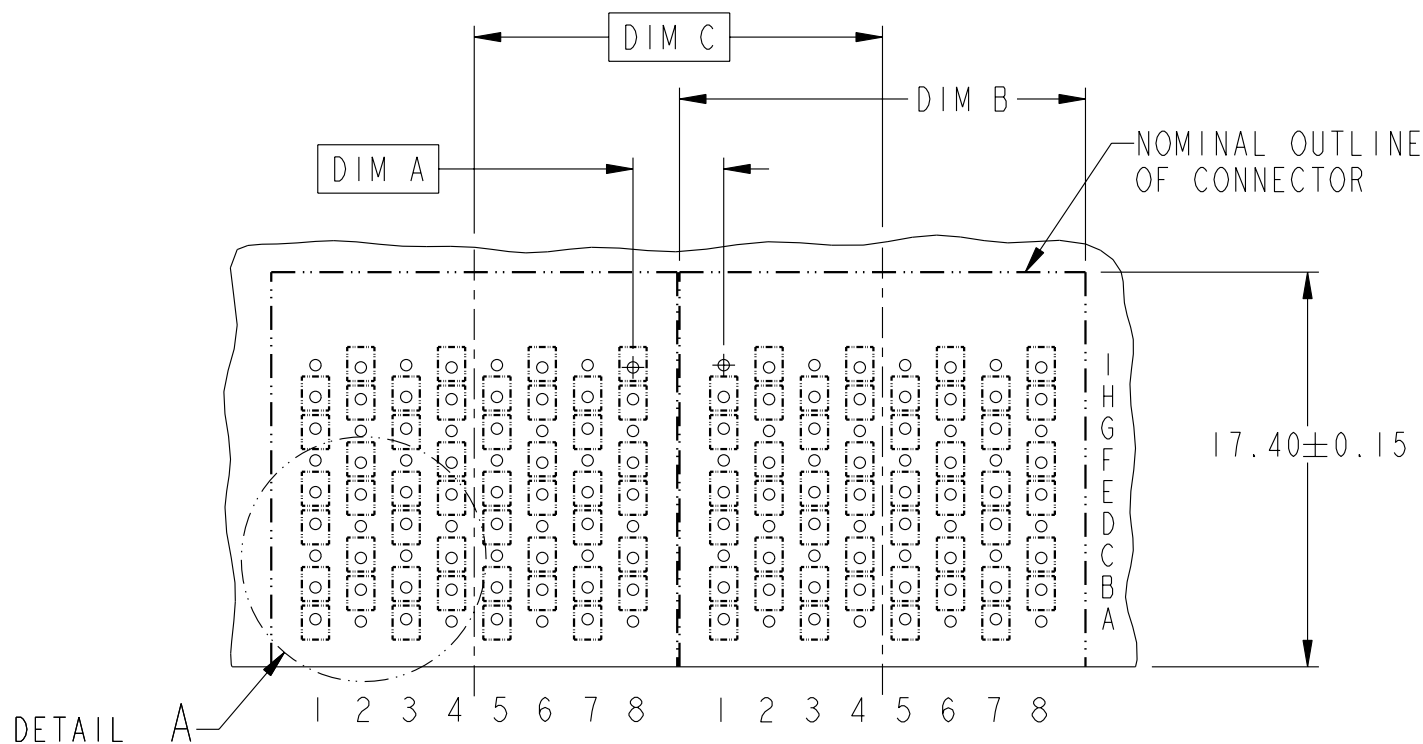 DIM C
DIM B
DIM A
NOMINAL OUTLINE
OF CONNECTOR
I
H
G
F
E
D
C
B
A
17.40±0.15
1 2 3 4 5 6 7 8 1 2 3 4 5 6 7 8
DETAIL A